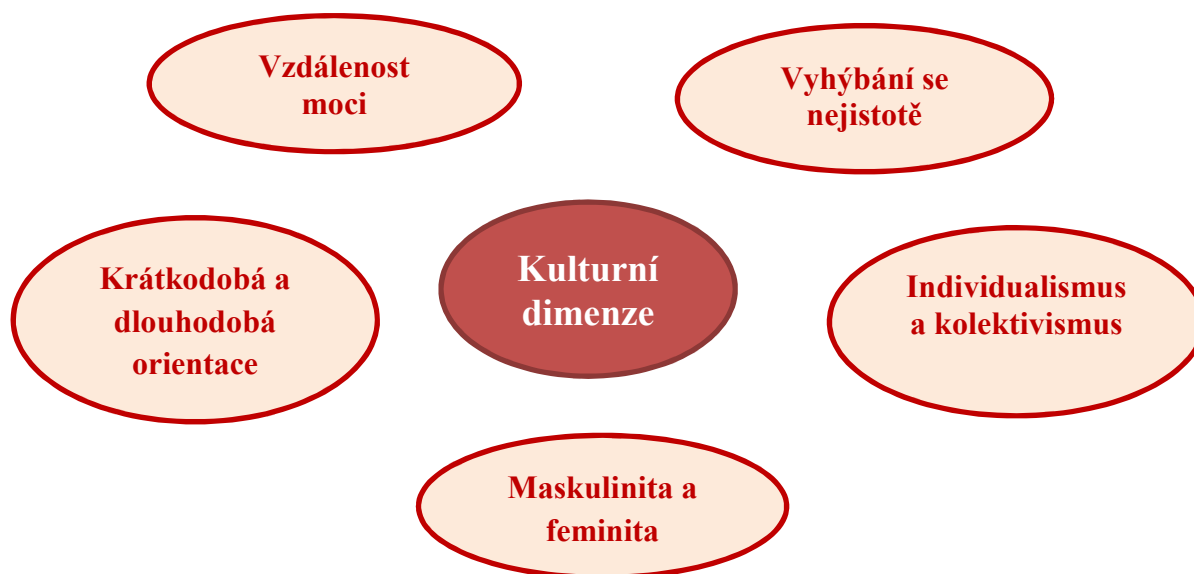 Vzdálenost
moci
Vyhýbání se
nejistotě
Krátkodobá a
dlouhodobá
orientace
Kulturní
dimenze
Individualismus
a kolektivismus
Maskulinita a
feminita